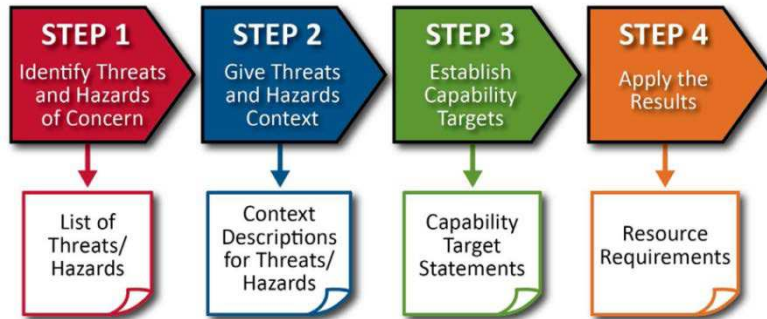 STEP 1
Identify Threats
and Hazards
of Concern
STEP 2
Give Threats
and Hazards
Context
STEP 3
Establish
Capability
Targets
STEP 4
Apply the
Results
List of
Threats/
Hazards
Context
Descriptions
for Threats/
Hazards
Capability
Target
Statements
Resource
Requirements